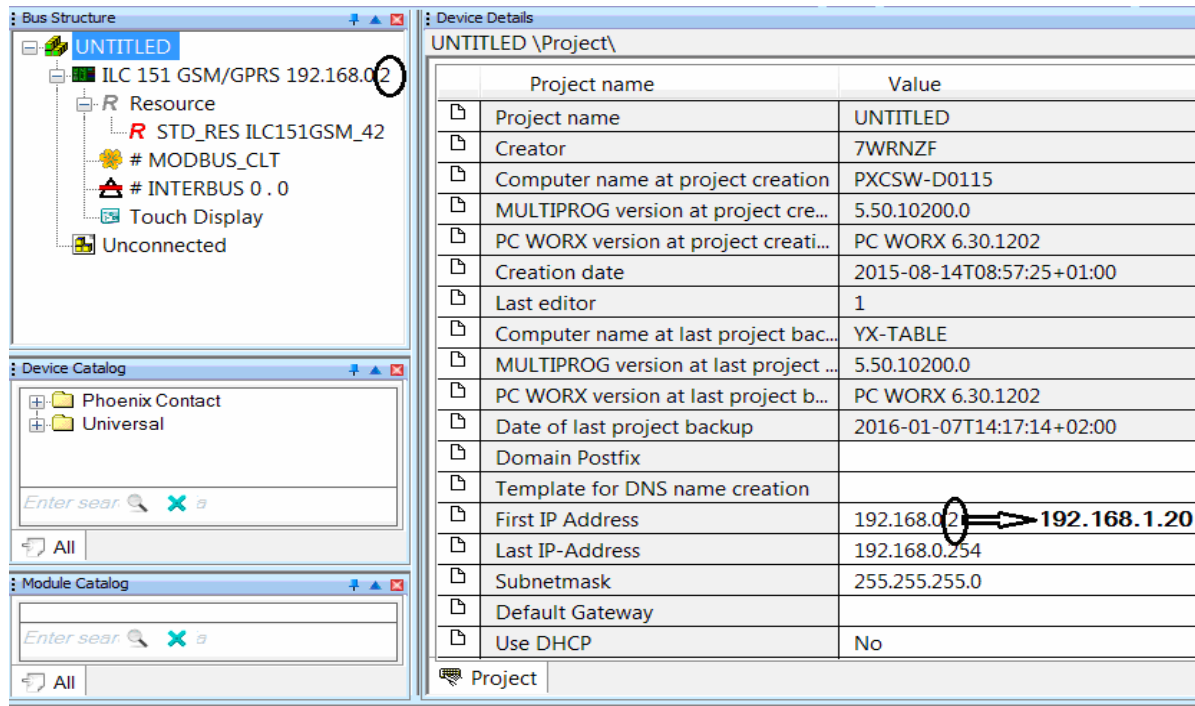 Bus Structure
UNTITLED
ILC 151 GSM/GPRS 192.168.0.2
R Resource
R STD_RES ILC151GSM_42
# MODBUS_CLT
# INTERBUS 0 . 0
Touch Display
Unconnected
Device Catalog
Phoenix Contact
Universal
Enter sear
All
Module Catalog
Enter sear
All
Device Details
UNTITLED \Project\
Project name Value
Project name UNTITLED
Creator 7WRNZF
Computer name at project creation PXCSW-D0115
MULTIPROG version at project cre... 5.50.10200.0
PC WORX version at project creati... PC WORX 6.30.1202
Creation date 2015-08-14T08:57:25+01:00
Last editor 1
Computer name at last project bac... YX-TABLE
MULTIPROG version at last project ... 5.50.10200.0
PC WORX version at last project b... PC WORX 6.30.1202
Date of last project backup 2016-01-07T14:17:14+02:00
Domain Postfix
Template for DNS name creation
First IP Address 192.168.0.2 192.168.1.20
Last IP-Address 192.168.0.254
Subnetmask 255.255.255.0
Default Gateway
Use DHCP No
Project